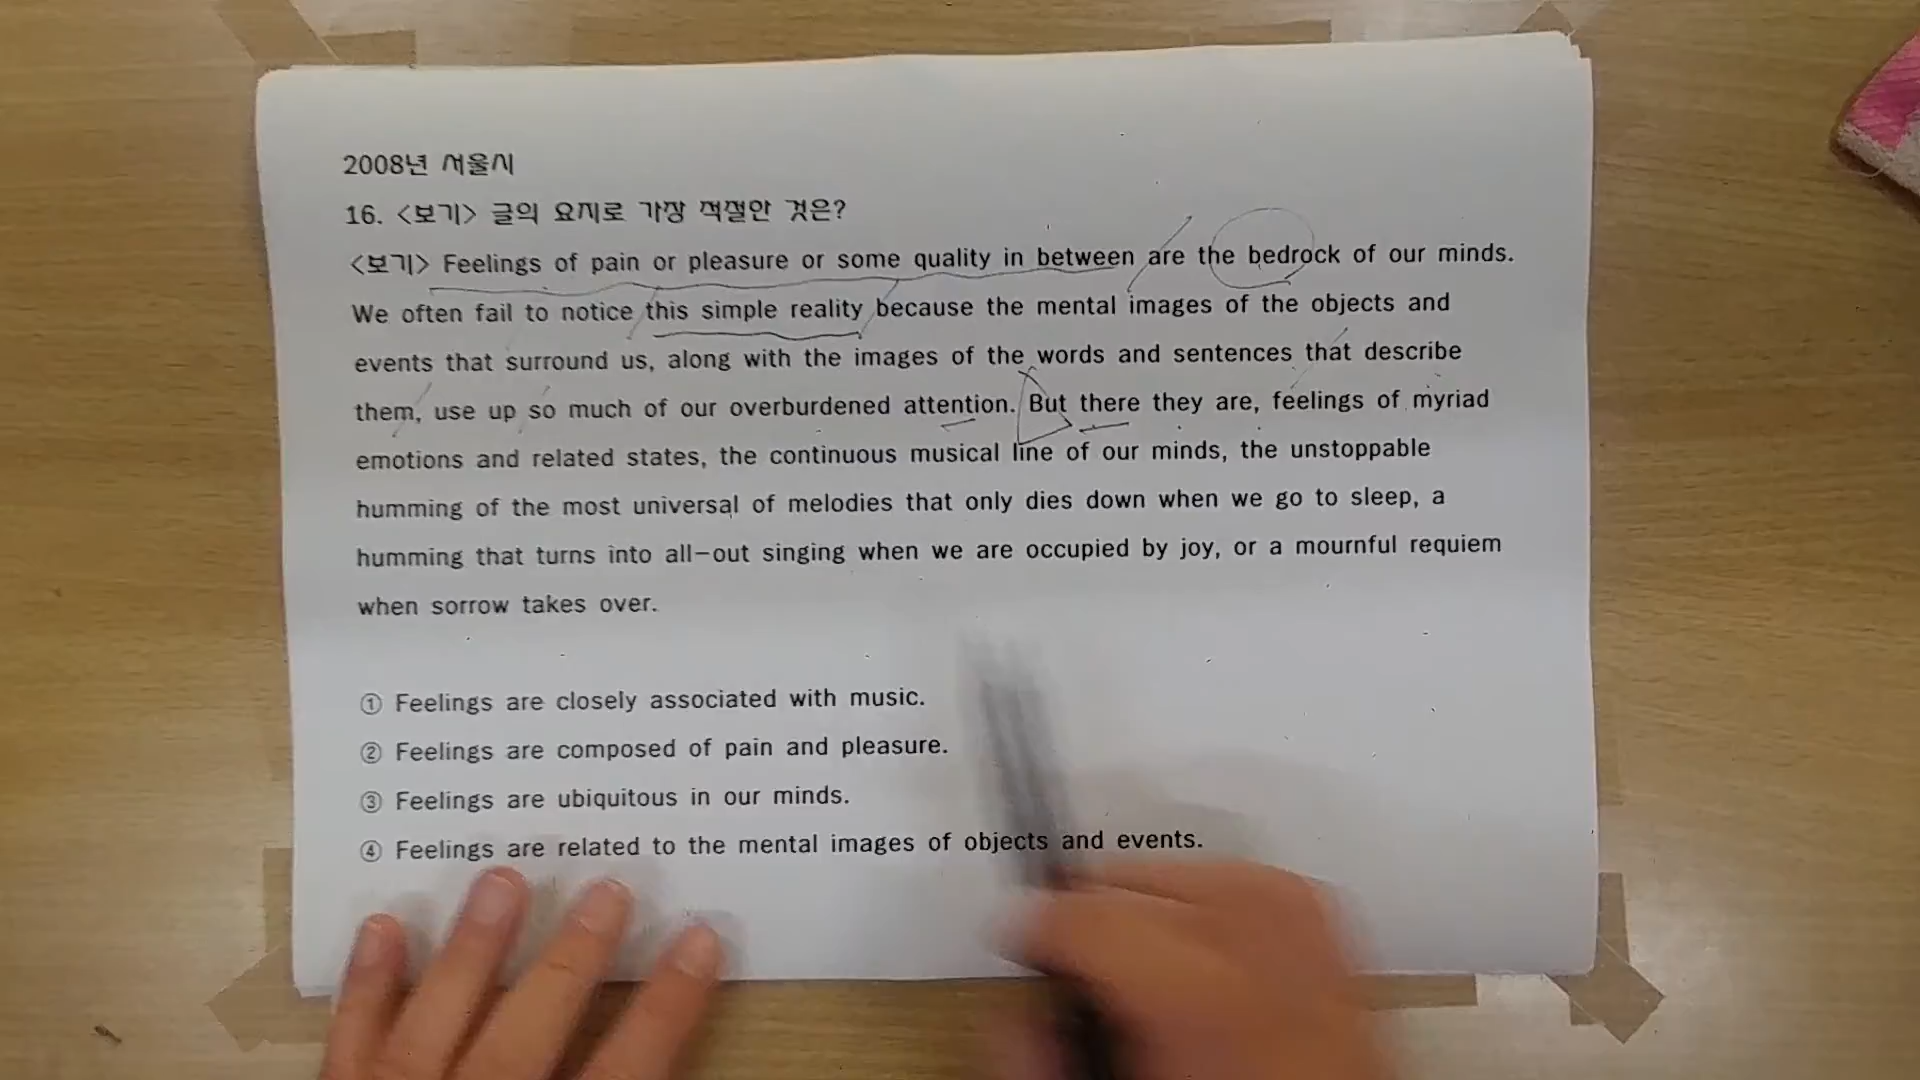 2008년 서울시
16. <보기> 글의 요지로 가장 적절한 것은?
<보기> Feelings of pain or pleasure or some quality in between are the bedrock of our minds.
We often fail to notice this simple reality because the mental images of the objects and
events that surround us, along with the images of the words and sentences that describe
them, use up so much of our overburdened attention. But there they are, feelings of myriad
emotions and related states, the continuous musical line of our minds, the unstoppable
humming of the most universal of melodies that only dies down when we go to sleep, a
humming that turns into all-out singing when we are occupied by joy, or a mournful requiem
when sorrow takes over.
① Feelings are closely associated with music.
② Feelings are composed of pain and pleasure.
③ Feelings are ubiquitous in our minds.
④ Feelings are related to the mental images of objects and events.